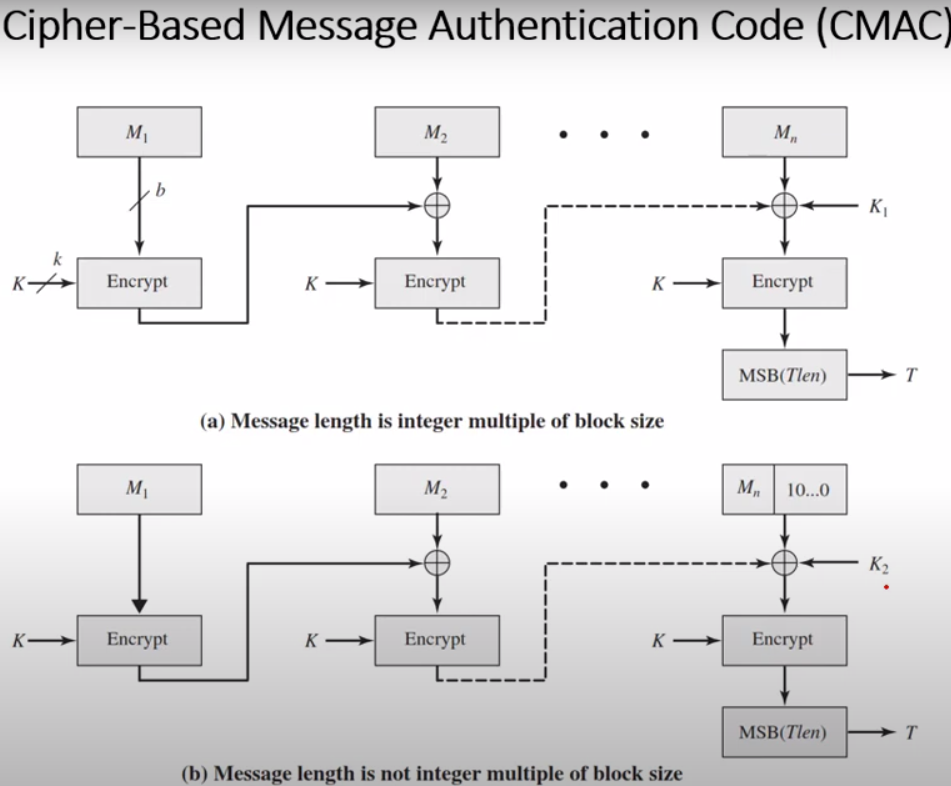 Cipher-Based Message Authentication Code (CMAC)
M1 M2 • • • Mn
b
K1
k
K Encrypt K Encrypt K Encrypt
MSB(Tlen) T
(a) Message length is integer multiple of block size
M1 M2 • • • Mn 10...0
K2
K Encrypt K Encrypt K Encrypt
MSB(Tlen) T
(b) Message length is not integer multiple of block size